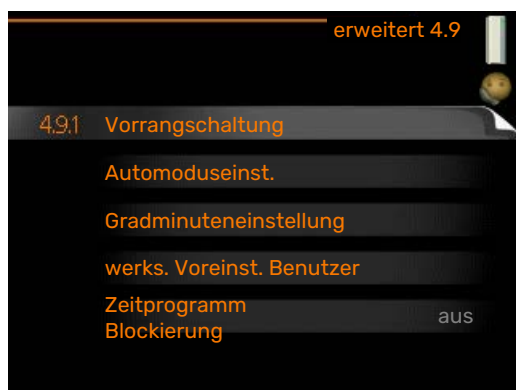 erweitert 4.9
4.9.1 Vorrangschaltung
Automoduseinst.
Gradminuteneinstellung
werks. Voreinst. Benutzer
Zeitprogramm
Blockierung
aus